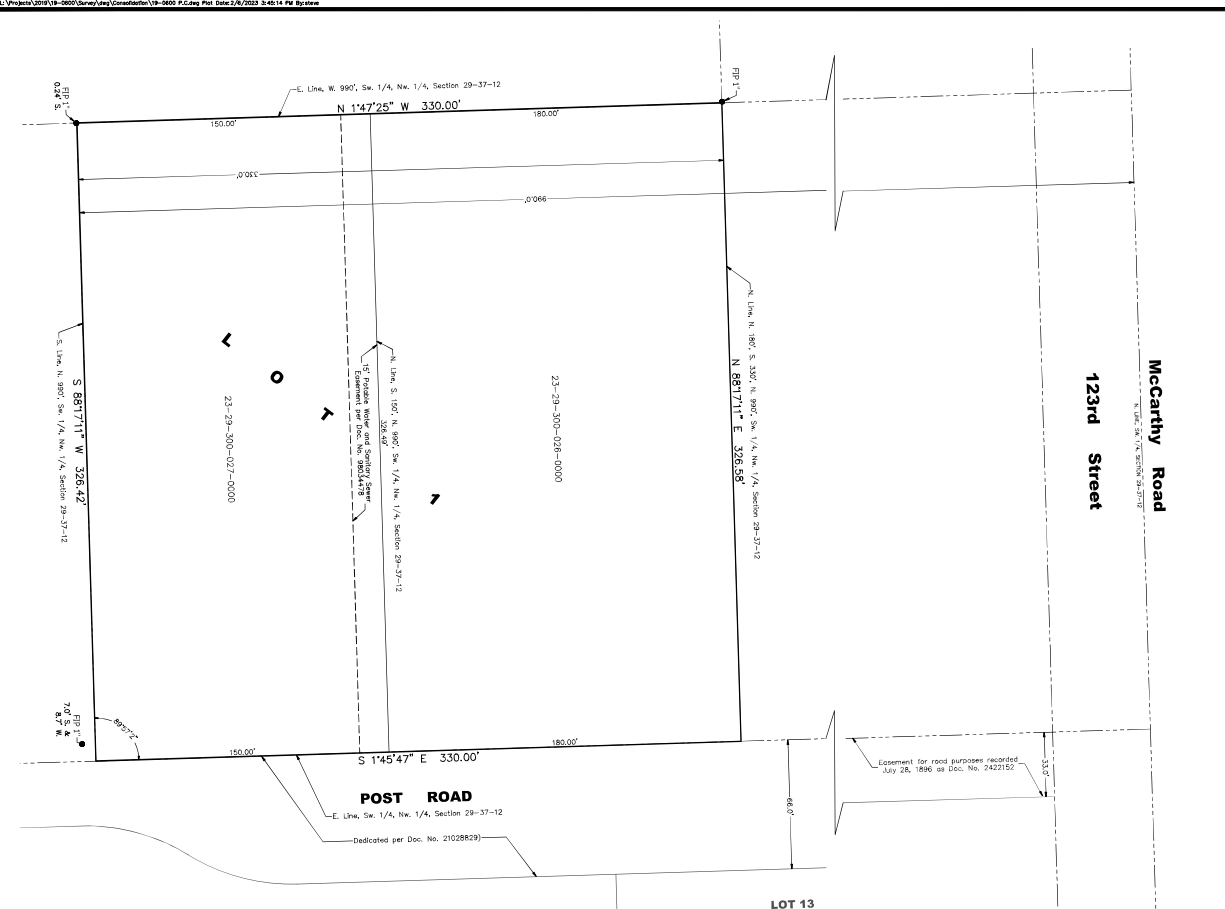 L: \Projects\2019\19-0600\Survey\dwg\Consolidation\19-0600 P.C.dwg Plot Date: 2/6/2023 3:45:14 PM By: steve
FIP 1"
0.24' S.
E. Line, W. 990', Sw. 1/4, Nw. 1/4, Section 29-37-12
N 1°47'25" W 330.00'
FIP 1"
150.00'
180.00'
330.0'
990.0'
S. Line, N. 990', Sw. 1/4, Nw. 1/4, Section 29-37-12
S 88°17'11" W 326.42'
LOT
1
23-29-300-027-0000
15' Potable Water and Sanitary Sewer
Easement per Doc. No. 98034478
N. Line, S. 150', N. 990', Sw. 1/4, Nw. 1/4, Section 29-37-12
326.49'
23-29-300-026-0000
N 88°17'11" E 326.58'
N. Line, N. 180', S. 330', N. 990', Sw. 1/4, Nw. 1/4, Section 29-37-12
123rd Street
N. LINE, SW. 1/4, SECTION 29-37-12
McCarthy Road
FIP 1"
7.0' S. &
8.7' W.
89°57'2"
150.00'
180.00'
S 1°45'47" E 330.00'
POST ROAD
E. Line, Sw. 1/4, Nw. 1/4, Section 29-37-12
Dedicated per Doc. No. 21028829)
66.0'
Easement for road purposes recorded
July 28, 1896 as Doc. No. 2422152
33.0'
LOT 13